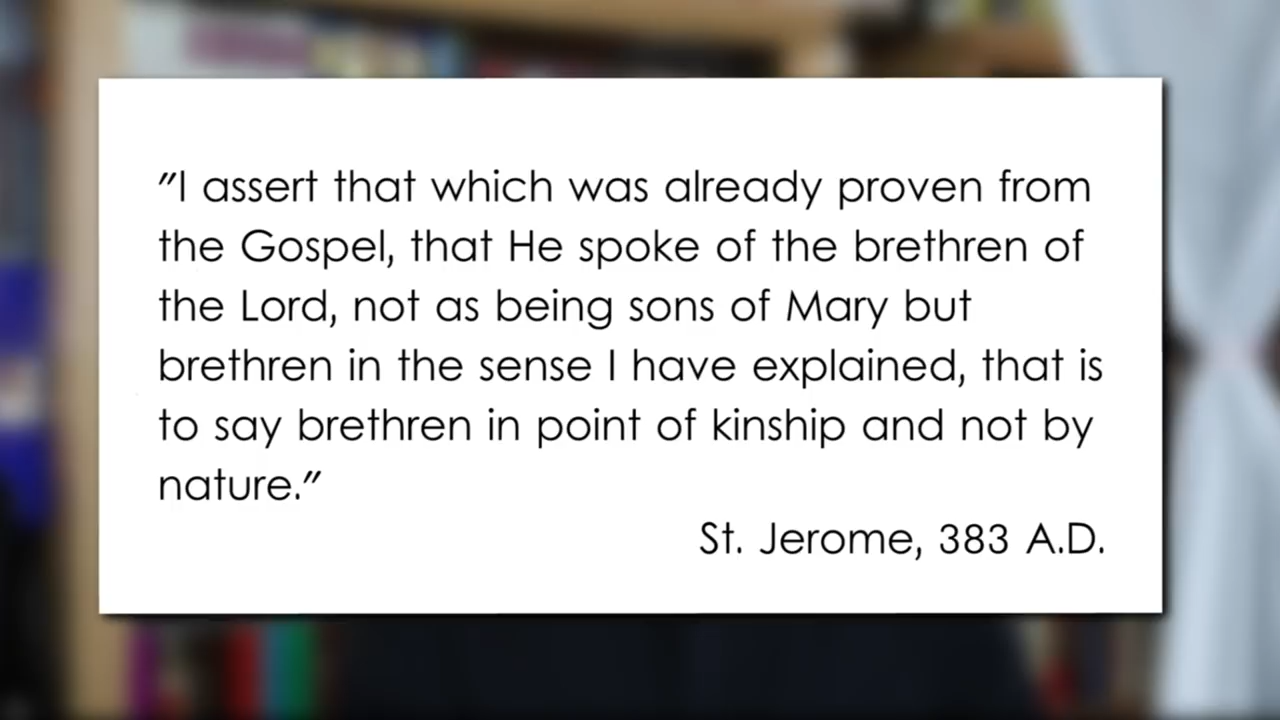 "I assert that which was already proven from
the Gospel, that He spoke of the brethren of
the Lord, not as being sons of Mary but
brethren in the sense I have explained, that is
to say brethren in point of kinship and not by
nature."
St. Jerome, 383 A.D.